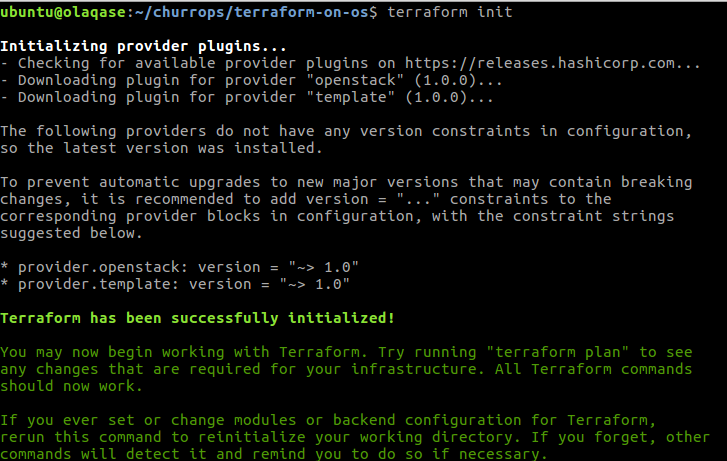 ubuntu@olaqase:~/churrops/terraform-on-os$ terraform init
Initializing provider plugins...
- Checking for available provider plugins on https://releases.hashicorp.com...
- Downloading plugin for provider "openstack" (1.0.0)...
- Downloading plugin for provider "template" (1.0.0)...
The following providers do not have any version constraints in configuration,
so the latest version was installed.
To prevent automatic upgrades to new major versions that may contain breaking
changes, it is recommended to add version = "..." constraints to the
corresponding provider blocks in configuration, with the constraint strings
suggested below.
* provider.openstack: version = "~> 1.0"
* provider.template: version = "~> 1.0"
Terraform has been successfully initialized!
You may now begin working with Terraform. Try running "terraform plan" to see
any changes that are required for your infrastructure. All Terraform commands
should now work.
If you ever set or change modules or backend configuration for Terraform,
rerun this command to reinitialize your working directory. If you forget, other
commands will detect it and remind you to do so if necessary.